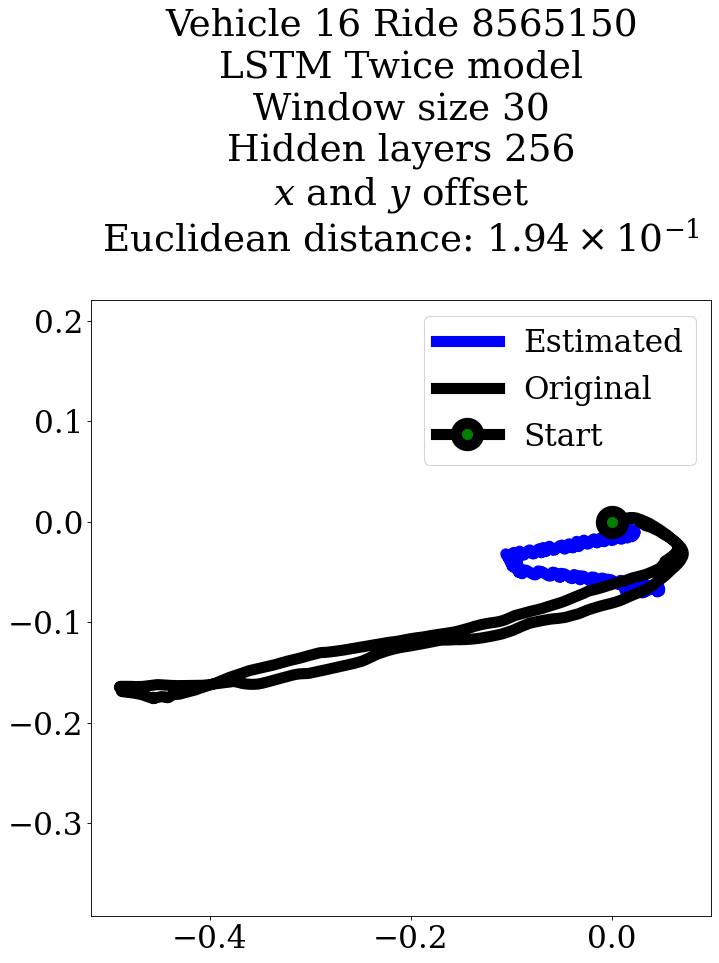 Vehicle 16 Ride 8565150
LSTM Twice model
Window size 30
Hidden layers 256
x and y offset
Euclidean distance: 1.94 × 10⁻¹
0.2
Estimated
Original
Start
0.1
0.0
−0.1
−0.2
−0.3
−0.4
−0.2
0.0